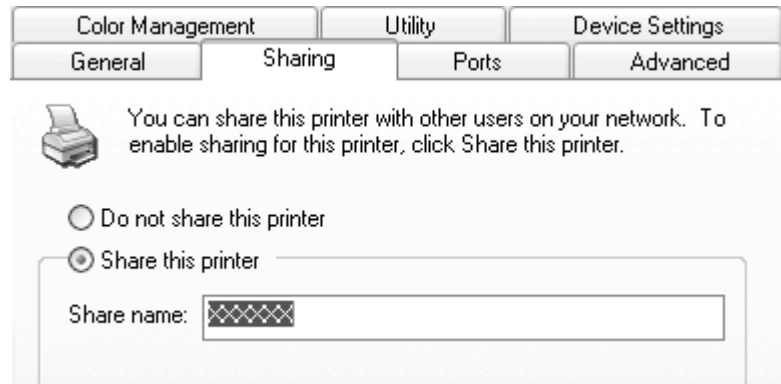 Color Management Utility Device Settings
General Sharing Ports Advanced
You can share this printer with other users on your network. To
enable sharing for this printer, click Share this printer.
Do not share this printer
Share this printer
Share name: XXXXXX